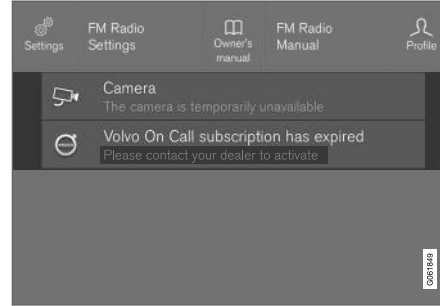 Settings
FM Radio
Settings
Owner's
manual
FM Radio
Manual
Profile
Camera
The camera is temporarily unavailable
Volvo On Call subscription has expired
Please contact your dealer to activate
G061849